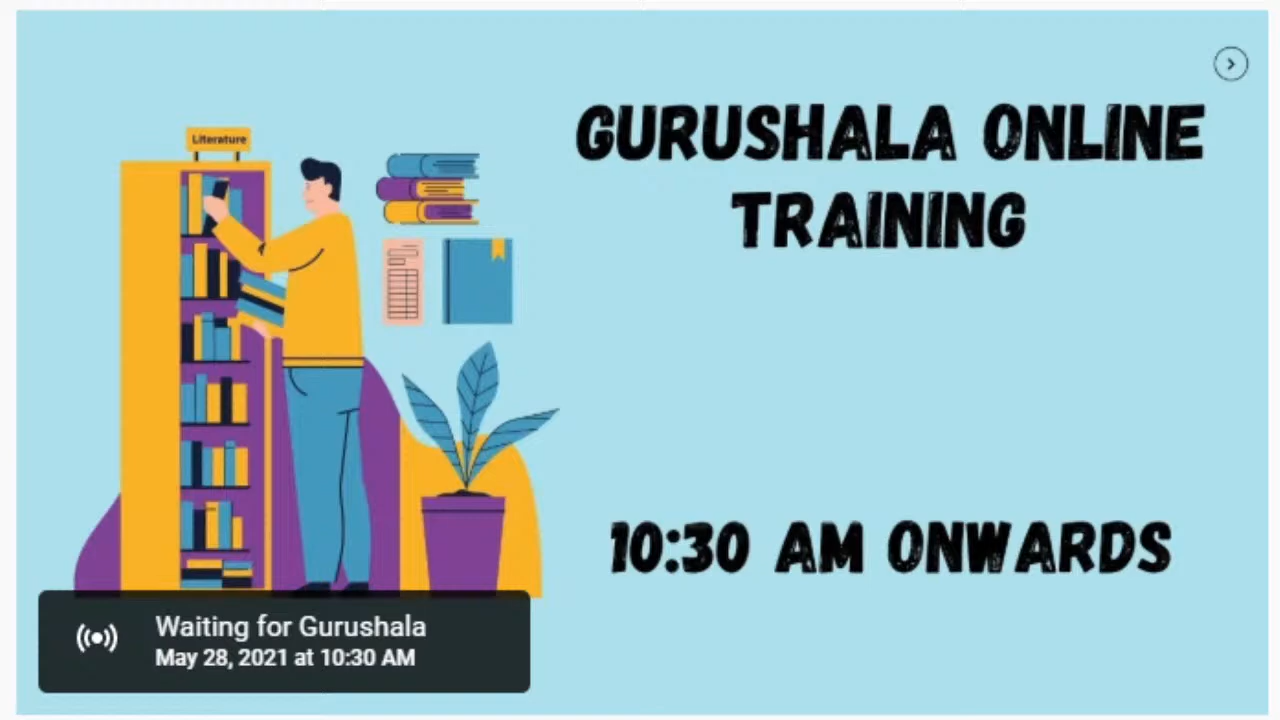 Literature
GURUSHALA ONLINE
TRAINING
10:30 AM ONWARDS
Waiting for Gurushala
May 28, 2021 at 10:30 AM